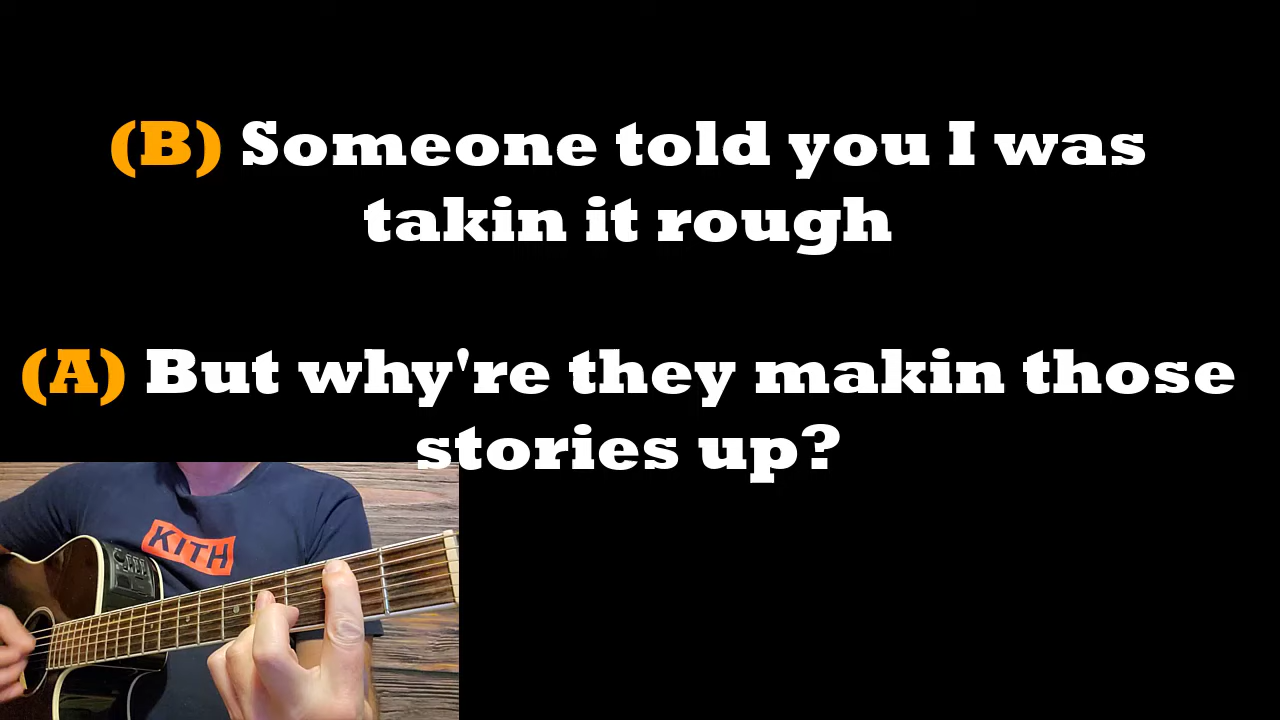 (B) Someone told you I was
takin it rough
(A) But why're they makin those
stories up?
KITH